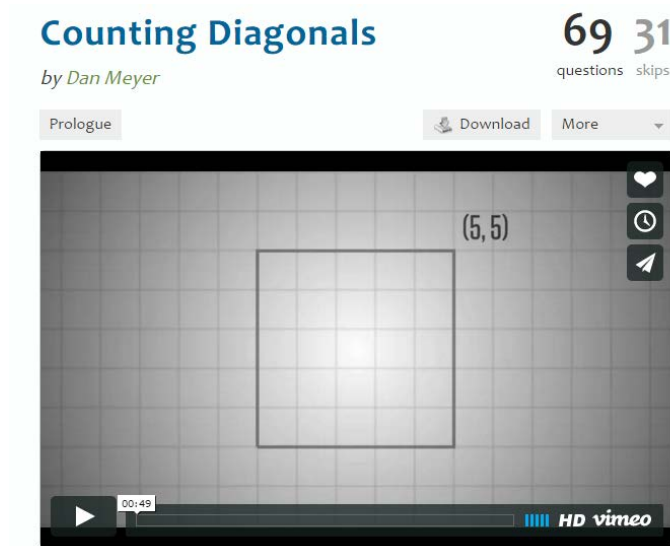 Counting Diagonals
69 31
by Dan Meyer
questions skips
Prologue
Download More
(5, 5)
00:49
HD vimeo